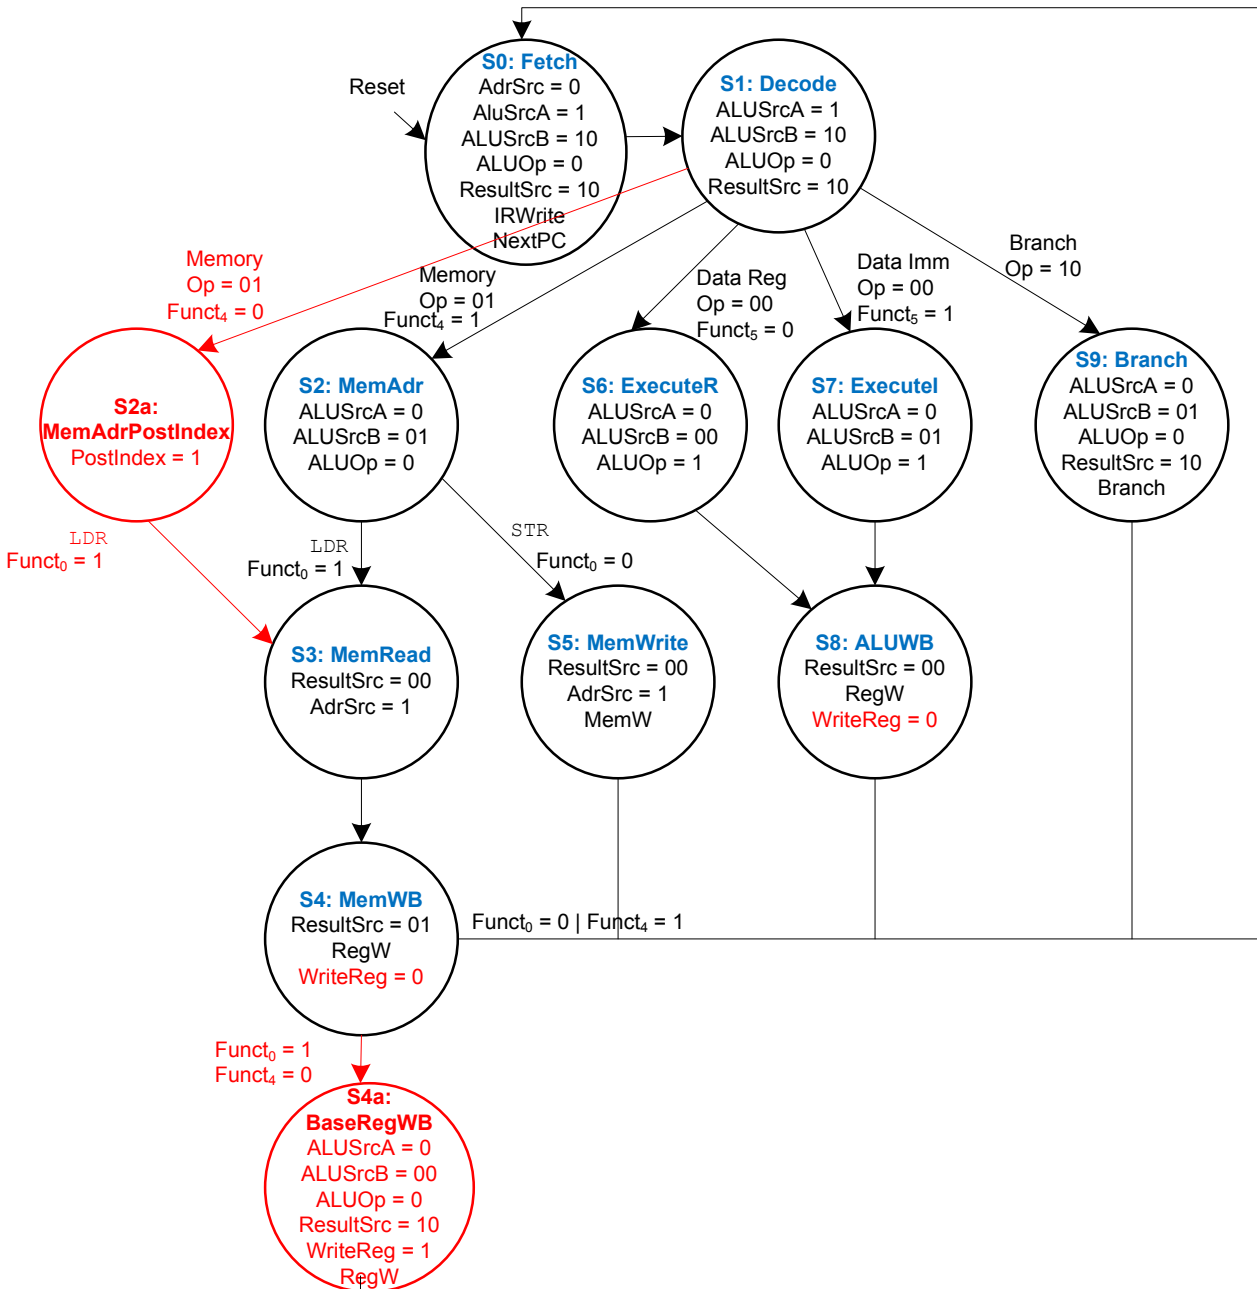 Reset
S0: Fetch
AdrSrc = 0
AluSrcA = 1
ALUSrcB = 10
ALUOp = 0
ResultSrc = 10
IRWrite
NextPC
S1: Decode
ALUSrcA = 1
ALUSrcB = 10
ALUOp = 0
ResultSrc = 10
Memory
Op = 01
Funct4 = 0
Memory
Op = 01
Funct4 = 1
Data Reg
Op = 00
Funct5 = 0
Data Imm
Op = 00
Funct5 = 1
Branch
Op = 10
S2a:
MemAdrPostIndex
PostIndex = 1
S2: MemAdr
ALUSrcA = 0
ALUSrcB = 01
ALUOp = 0
S6: ExecuteR
ALUSrcA = 0
ALUSrcB = 00
ALUOp = 1
S7: ExecuteI
ALUSrcA = 0
ALUSrcB = 01
ALUOp = 1
S9: Branch
ALUSrcA = 0
ALUSrcB = 01
ALUOp = 0
ResultSrc = 10
Branch
LDR
Funct0 = 1
LDR
Funct0 = 1
STR
Funct0 = 0
S3: MemRead
ResultSrc = 00
AdrSrc = 1
S5: MemWrite
ResultSrc = 00
AdrSrc = 1
MemW
S8: ALUWB
ResultSrc = 00
RegW
WriteReg = 0
S4: MemWB
ResultSrc = 01
RegW
WriteReg = 0
Funct0 = 0 | Funct4 = 1
Funct0 = 1
Funct4 = 0
S4a:
BaseRegWB
ALUSrcA = 0
ALUSrcB = 00
ALUOp = 0
ResultSrc = 10
WriteReg = 1
RegW